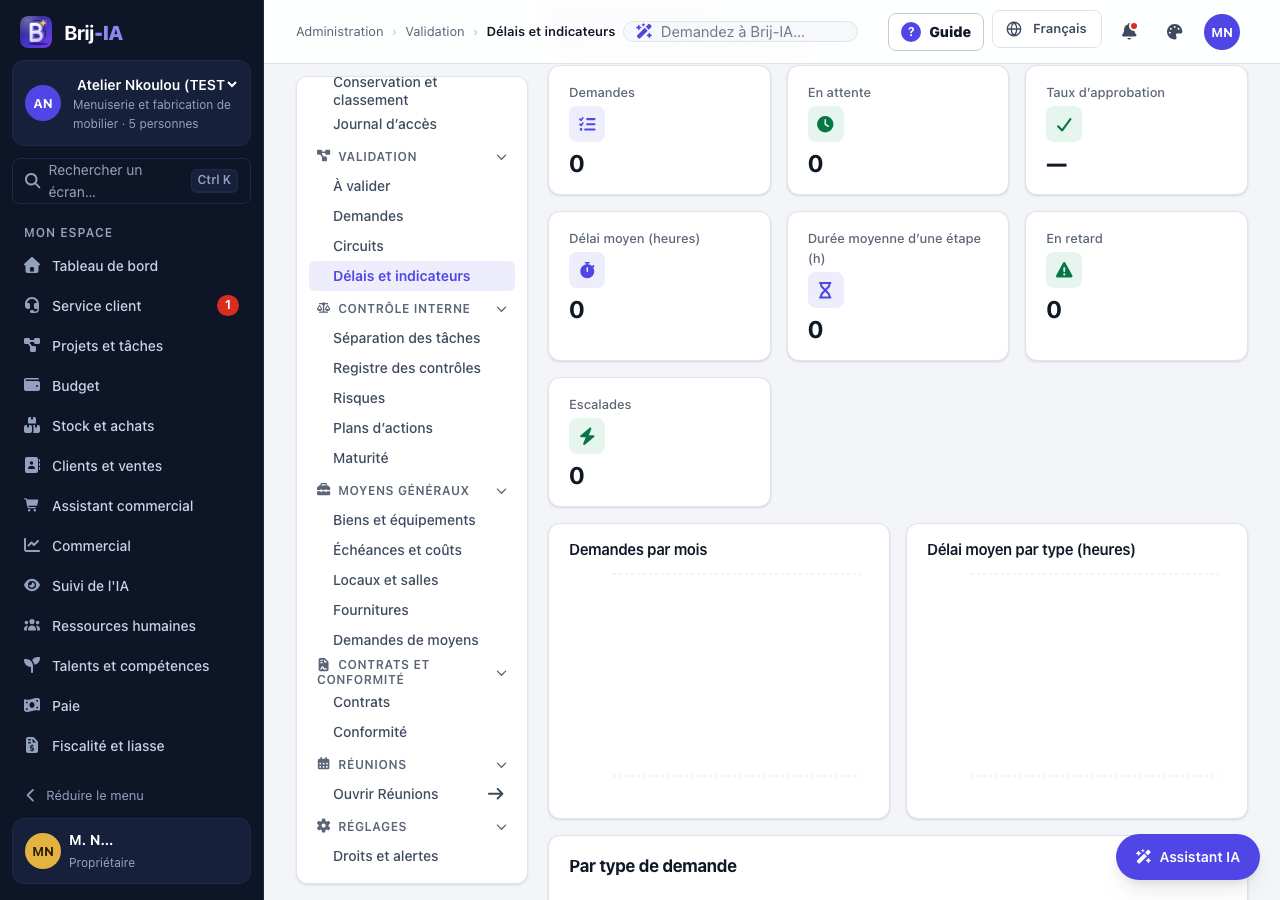 Brij-IA
AN
Atelier Nkoulou (TEST
Menuiserie et fabrication de
mobilier · 5 personnes
Rechercher un
écran...
Ctrl K
MON ESPACE
Tableau de bord
Service client
1
Projets et tâches
Budget
Stock et achats
Clients et ventes
Assistant commercial
Commercial
Suivi de l'IA
Ressources humaines
Talents et compétences
Paie
Fiscalité et liasse
Réduire le menu
MN
M. N...
Propriétaire
Administration › Validation › Délais et indicateurs
Demandez à Brij-IA...
? Guide
Français
MN
Conservation et
classement
Journal d’accès
VALIDATION
À valider
Demandes
Circuits
Délais et indicateurs
CONTRÔLE INTERNE
Séparation des tâches
Registre des contrôles
Risques
Plans d’actions
Maturité
MOYENS GÉNÉRAUX
Biens et équipements
Échéances et coûts
Locaux et salles
Fournitures
Demandes de moyens
CONTRATS ET
CONFORMITÉ
Contrats
Conformité
RÉUNIONS
Ouvrir Réunions
RÉGLAGES
Droits et alertes
Demandes
0
En attente
0
Taux d’approbation
—
Délai moyen (heures)
0
Durée moyenne d’une étape
(h)
0
En retard
0
Escalades
0
Demandes par mois
Délai moyen par type (heures)
Par type de demande
Assistant IA